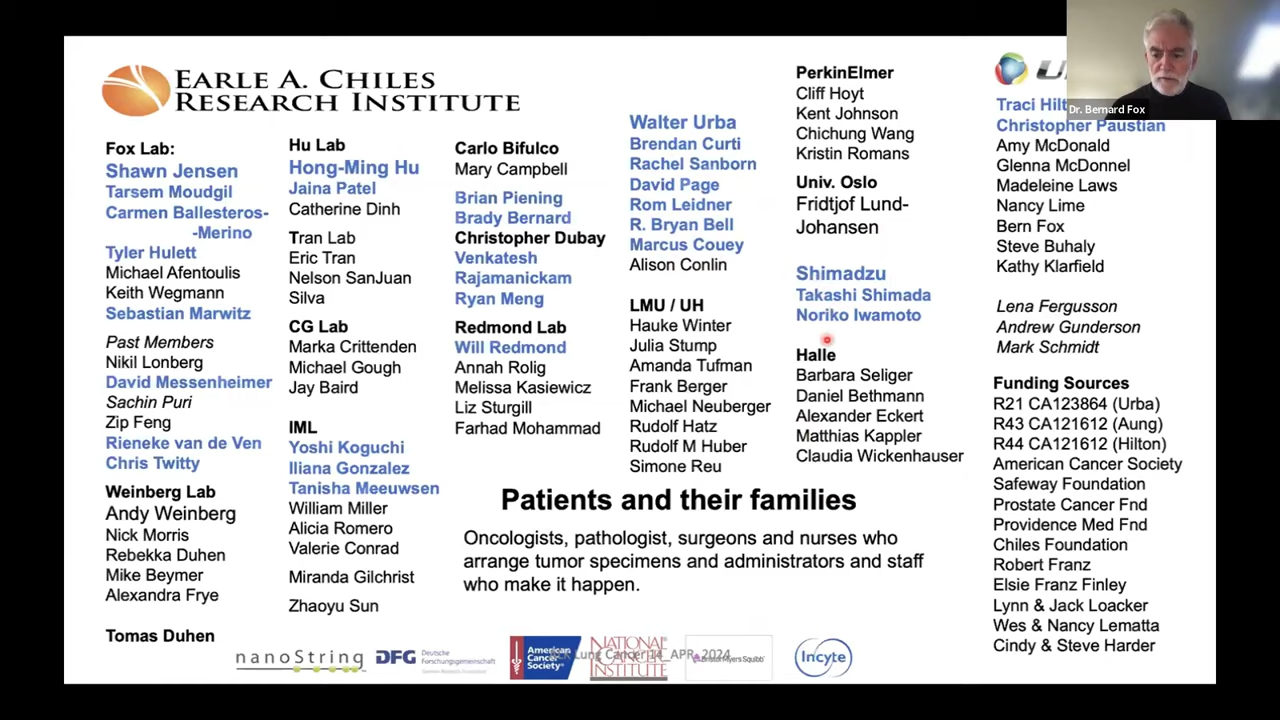 EARLE A. CHILES
RESEARCH INSTITUTE
Fox Lab:
Shawn Jensen
Tarsem Moudgil
Carmen Ballesteros-
-Merino
Tyler Hulett
Michael Afentoulis
Keith Wegmann
Sebastian Marwitz
Past Members
Nikil Lonberg
David Messenheimer
Sachin Puri
Zip Feng
Rieneke van de Ven
Chris Twitty
Weinberg Lab
Andy Weinberg
Nick Morris
Rebekka Duhen
Mike Beymer
Alexandra Frye
Tomas Duhen
Hu Lab
Hong-Ming Hu
Jaina Patel
Catherine Dinh
Tran Lab
Eric Tran
Nelson SanJuan
Silva
CG Lab
Marka Crittenden
Michael Gough
Jay Baird
IML
Yoshi Koguchi
Iliana Gonzalez
Tanisha Meeuwsen
William Miller
Alicia Romero
Valerie Conrad
Miranda Gilchrist
Zhaoyu Sun
Carlo Bifulco
Mary Campbell
Brian Piening
Brady Bernard
Christopher Dubay
Venkatesh
Rajamanickam
Ryan Meng
Redmond Lab
Will Redmond
Annah Rolig
Melissa Kasiewicz
Liz Sturgill
Farhad Mohammad
Walter Urba
Brendan Curti
Rachel Sanborn
David Page
Rom Leidner
R. Bryan Bell
Marcus Couey
Alison Conlin
LMU / UH
Hauke Winter
Julia Stump
Amanda Tufman
Frank Berger
Michael Neuberger
Rudolf Hatz
Rudolf M Huber
Simone Reu
PerkinElmer
Cliff Hoyt
Kent Johnson
Chichung Wang
Kristin Romans
Univ. Oslo
Fridtjof Lund-
Johansen
Shimadzu
Takashi Shimada
Noriko Iwamoto
Halle
Barbara Seliger
Daniel Bethmann
Alexander Eckert
Matthias Kappler
Claudia Wickenhauser
Dr. Bernard Fox
Traci Hilt
Christopher Paustian
Amy McDonald
Glenna McDonnel
Madeleine Laws
Nancy Lime
Bern Fox
Steve Buhaly
Kathy Klarfield
Lena Fergusson
Andrew Gunderson
Mark Schmidt
Funding Sources
R21 CA123864 (Urba)
R43 CA121612 (Aung)
R44 CA121612 (Hilton)
American Cancer Society
Safeway Foundation
Prostate Cancer Fnd
Providence Med Fnd
Chiles Foundation
Robert Franz
Elsie Franz Finley
Lynn & Jack Loacker
Wes & Nancy Lematta
Cindy & Steve Harder
Patients and their families
Oncologists, pathologist, surgeons and nurses who
arrange tumor specimens and administrators and staff
who make it happen.
nanoString
DFG
Deutsche
Forschungsgemeinschaft
American
Cancer
Society
NATIONAL
CANCER
INSTITUTE
Lung Cancer 14 APR 2024
Bristol-Myers Squibb
Incyte